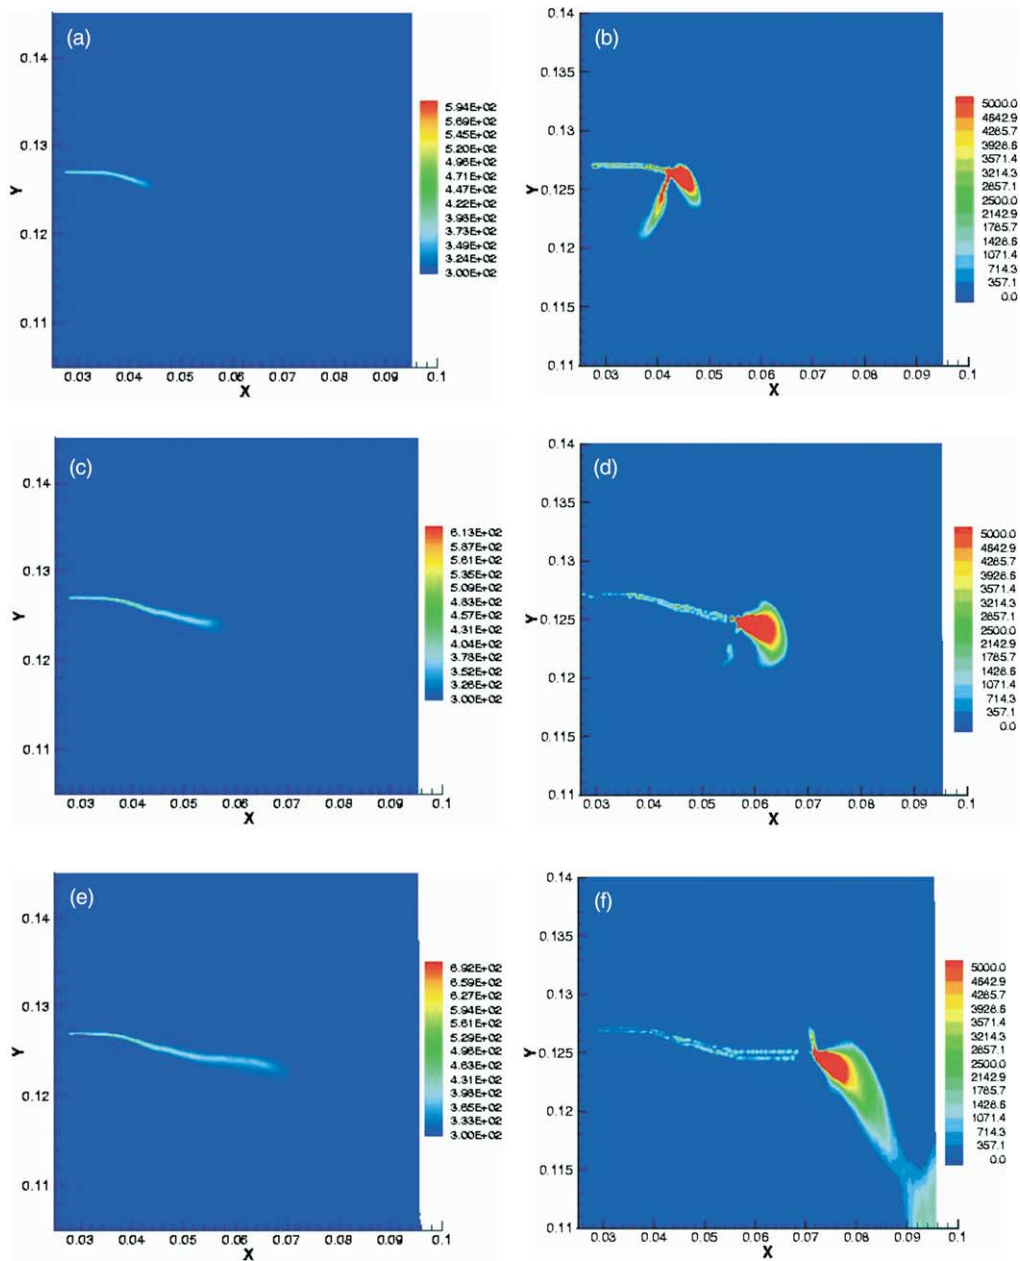 (a)
0.14
0.13
0.12
0.11
Y
0.03 0.04 0.05 0.06 0.07 0.08 0.09 0.1
X
5.94E+02
5.69E+02
5.45E+02
5.20E+02
4.96E+02
4.71E+02
4.47E+02
4.22E+02
3.98E+02
3.73E+02
3.49E+02
3.24E+02
3.00E+02
(b)
0.14
0.135
0.13
0.125
0.12
0.115
0.11
Y
0.03 0.04 0.05 0.06 0.07 0.08 0.09 0.1
X
5000.0
4642.9
4285.7
3928.6
3571.4
3214.3
2857.1
2500.0
2142.9
1785.7
1428.6
1071.4
714.3
357.1
0.0
(c)
0.14
0.13
0.12
0.11
Y
0.03 0.04 0.05 0.06 0.07 0.08 0.09 0.1
X
6.13E+02
5.87E+02
5.61E+02
5.35E+02
5.09E+02
4.83E+02
4.57E+02
4.31E+02
4.04E+02
3.78E+02
3.52E+02
3.26E+02
3.00E+02
(d)
0.14
0.135
0.13
0.125
0.12
0.115
0.11
Y
0.03 0.04 0.05 0.06 0.07 0.08 0.09 0.1
X
5000.0
4642.9
4285.7
3928.6
3571.4
3214.3
2857.1
2500.0
2142.9
1785.7
1428.6
1071.4
714.3
357.1
0.0
(e)
0.14
0.13
0.12
0.11
Y
0.03 0.04 0.05 0.06 0.07 0.08 0.09 0.1
X
6.92E+02
6.59E+02
6.27E+02
5.94E+02
5.61E+02
5.29E+02
4.96E+02
4.63E+02
4.31E+02
3.98E+02
3.65E+02
3.33E+02
3.00E+02
(f)
0.14
0.135
0.13
0.125
0.12
0.115
0.11
Y
0.03 0.04 0.05 0.06 0.07 0.08 0.09 0.1
X
5000.0
4642.9
4285.7
3928.6
3571.4
3214.3
2857.1
2500.0
2142.9
1785.7
1428.6
1071.4
714.3
357.1
0.0